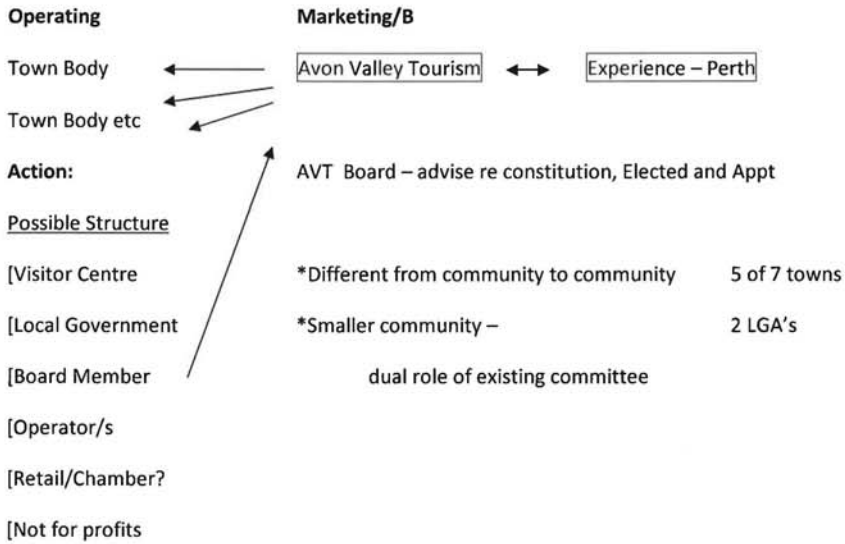 Operating Marketing/B
Town Body Avon Valley Tourism Experience – Perth
Town Body etc
Action: AVT Board – advise re constitution, Elected and Appt
Possible Structure
[Visitor Centre *Different from community to community 5 of 7 towns
[Local Government *Smaller community – 2 LGA's
[Board Member dual role of existing committee
[Operator/s
[Retail/Chamber?
[Not for profits